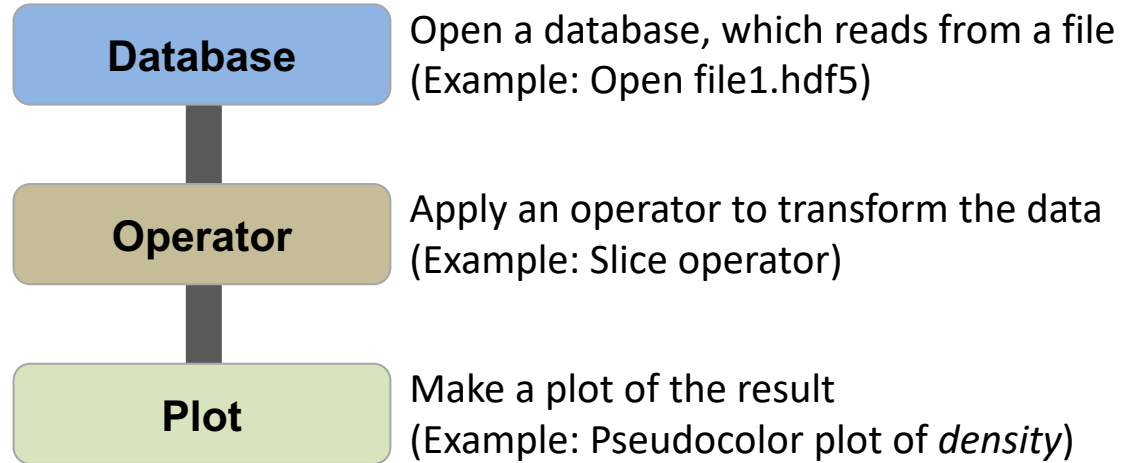 Database
Open a database, which reads from a file
(Example: Open file1.hdf5)
Operator
Apply an operator to transform the data
(Example: Slice operator)
Plot
Make a plot of the result
(Example: Pseudocolor plot of density)